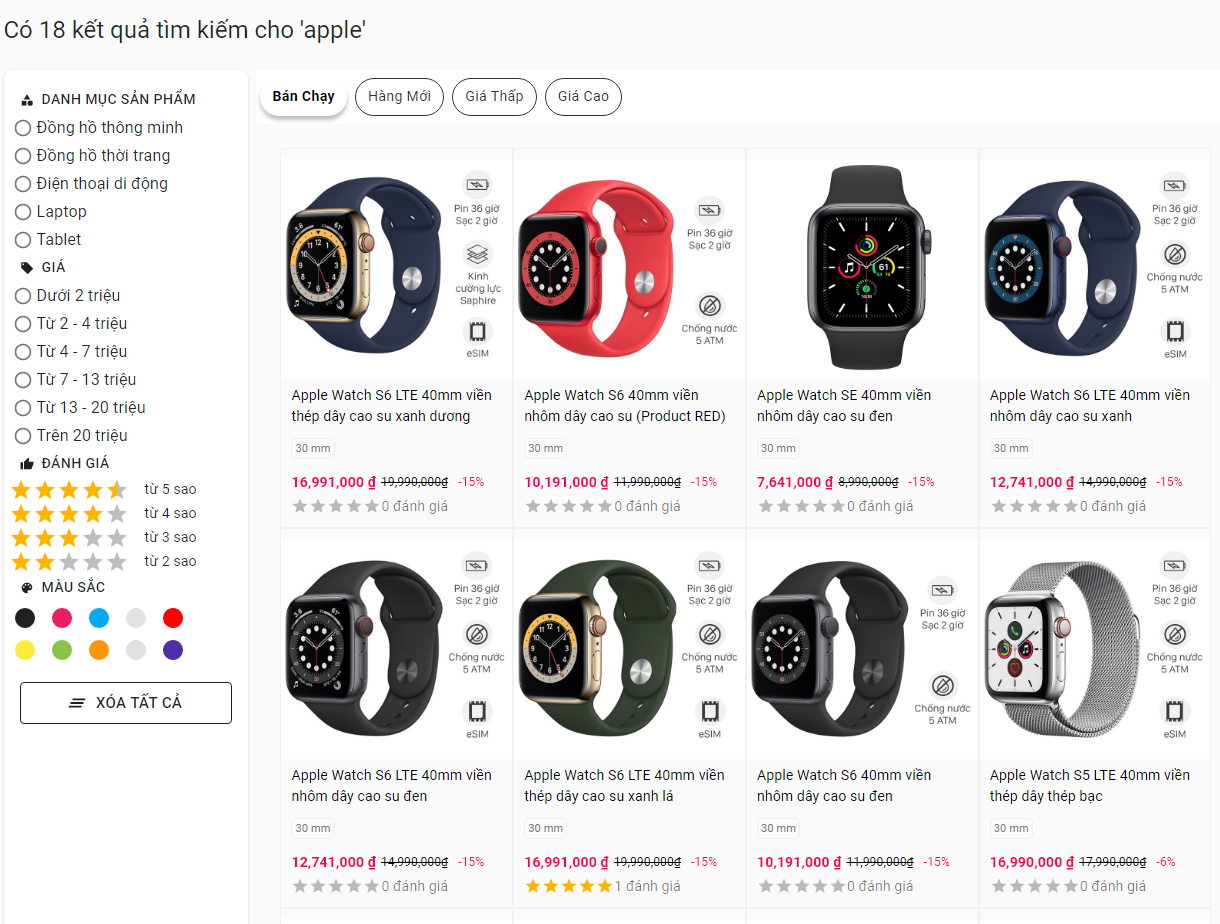 Có 18 kết quả tìm kiếm cho 'apple'
DANH MỤC SẢN PHẨM
Đồng hồ thông minh
Đồng hồ thời trang
Điện thoại di động
Laptop
Tablet
GIÁ
Dưới 2 triệu
Từ 2 - 4 triệu
Từ 4 - 7 triệu
Từ 7 - 13 triệu
Từ 13 - 20 triệu
Trên 20 triệu
ĐÁNH GIÁ
từ 5 sao
từ 4 sao
từ 3 sao
từ 2 sao
MÀU SẮC
XÓA TẤT CẢ
Bán Chạy
Hàng Mới
Giá Thấp
Giá Cao
Pin 36 giờ
Sạc 2 giờ
Kính
cường lực
Saphire
eSIM
Apple Watch S6 LTE 40mm viền
thép dây cao su xanh dương
30 mm
16,991,000 ₫ 19,990,000₫ -15%
0 đánh giá
Pin 36 giờ
Sạc 2 giờ
Chống nước
5 ATM
Apple Watch S6 40mm viền
nhôm dây cao su (Product RED)
30 mm
10,191,000 ₫ 11,990,000₫ -15%
0 đánh giá
Apple Watch SE 40mm viền
nhôm dây cao su đen
30 mm
7,641,000 ₫ 8,990,000₫ -15%
0 đánh giá
Pin 36 giờ
Sạc 2 giờ
Chống nước
5 ATM
eSIM
Apple Watch S6 LTE 40mm viền
nhôm dây cao su xanh
30 mm
12,741,000 ₫ 14,990,000₫ -15%
0 đánh giá
Pin 36 giờ
Sạc 2 giờ
Chống nước
5 ATM
eSIM
Apple Watch S6 LTE 40mm viền
nhôm dây cao su đen
30 mm
12,741,000 ₫ 14,990,000₫ -15%
0 đánh giá
Pin 36 giờ
Sạc 2 giờ
Chống nước
5 ATM
eSIM
Apple Watch S6 LTE 40mm viền
thép dây cao su xanh lá
30 mm
16,991,000 ₫ 19,990,000₫ -15%
1 đánh giá
Pin 36 giờ
Sạc 2 giờ
Chống nước
5 ATM
Apple Watch S6 40mm viền
nhôm dây cao su đen
30 mm
10,191,000 ₫ 11,990,000₫ -15%
0 đánh giá
Pin 36 giờ
Sạc 2 giờ
Chống nước
5 ATM
eSIM
Apple Watch S5 LTE 40mm viền
thép dây thép bạc
30 mm
16,990,000 ₫ 17,990,000₫ -6%
0 đánh giá